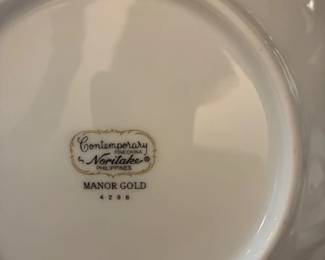 Contemporary
FINE CHINA
by Noritake®
PHILIPPINES
MANOR GOLD
4296